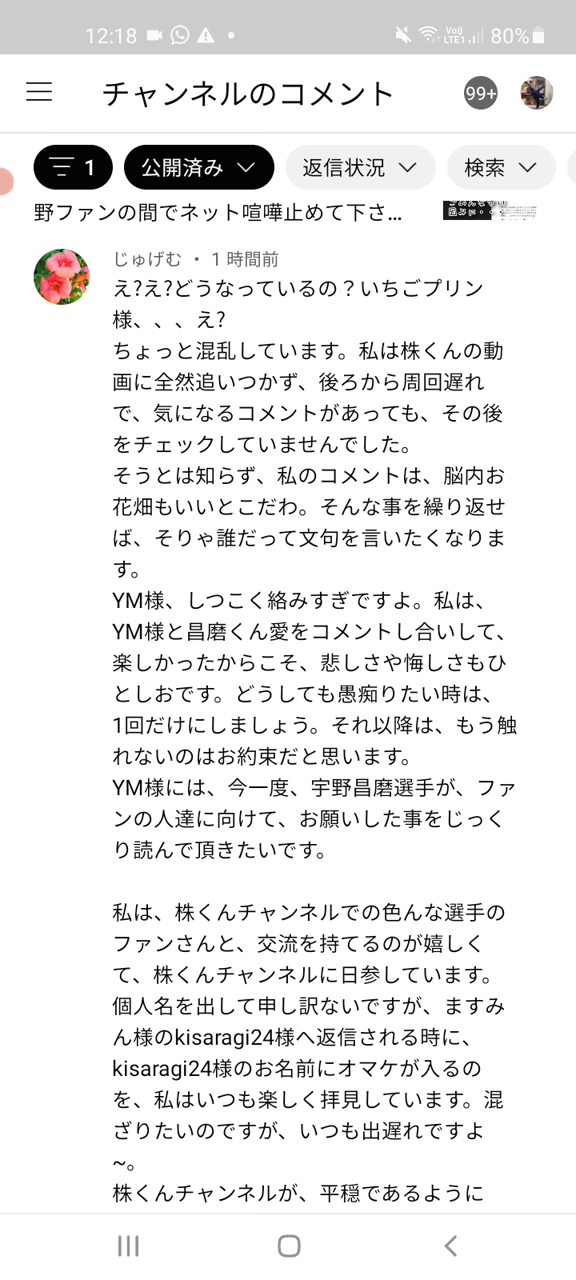 12:18
Vo)) LTE1 80%
チャンネルのコメント
99+
1 公開済み 返信状況 検索
野ファンの間でネット喧嘩止めて下さ...
じゅげむ ・ 1 時間前
え?え?どうなっているの？いちごプリン
様、、、え?
ちょっと混乱しています。私は株くんの動
画に全然追いつかず、後ろから周回遅れ
で、気になるコメントがあっても、その後
をチェックしていませんでした。
そうとは知らず、私のコメントは、脳内お
花畑もいいとこだわ。そんな事を繰り返せ
ば、そりゃ誰だって文句を言いたくなりま
す。
YM様、しつこく絡みすぎですよ。私は、
YM様と昌磨くん愛をコメントし合いして、
楽しかったからこそ、悲しさや悔しさもひ
としおです。どうしても愚痴りたい時は、
1回だけにしましょう。それ以降は、もう触
れないのはお約束だと思います。
YM様には、今一度、宇野昌磨選手が、ファ
ンの人達に向けて、お願いした事をじっく
り読んで頂きたいです。
私は、株くんチャンネルでの色んな選手の
ファンさんと、交流を持てるのが嬉しく
て、株くんチャンネルに日参しています。
個人名を出して申し訳ないですが、ますみ
ん様のkisaragi24様へ返信される時に、
kisaragi24様のお名前にオマケが入るの
を、私はいつも楽しく拝見しています。混
ざりたいのですが、いつも出遅れですよ
~。
株くんチャンネルが、平穏であるように